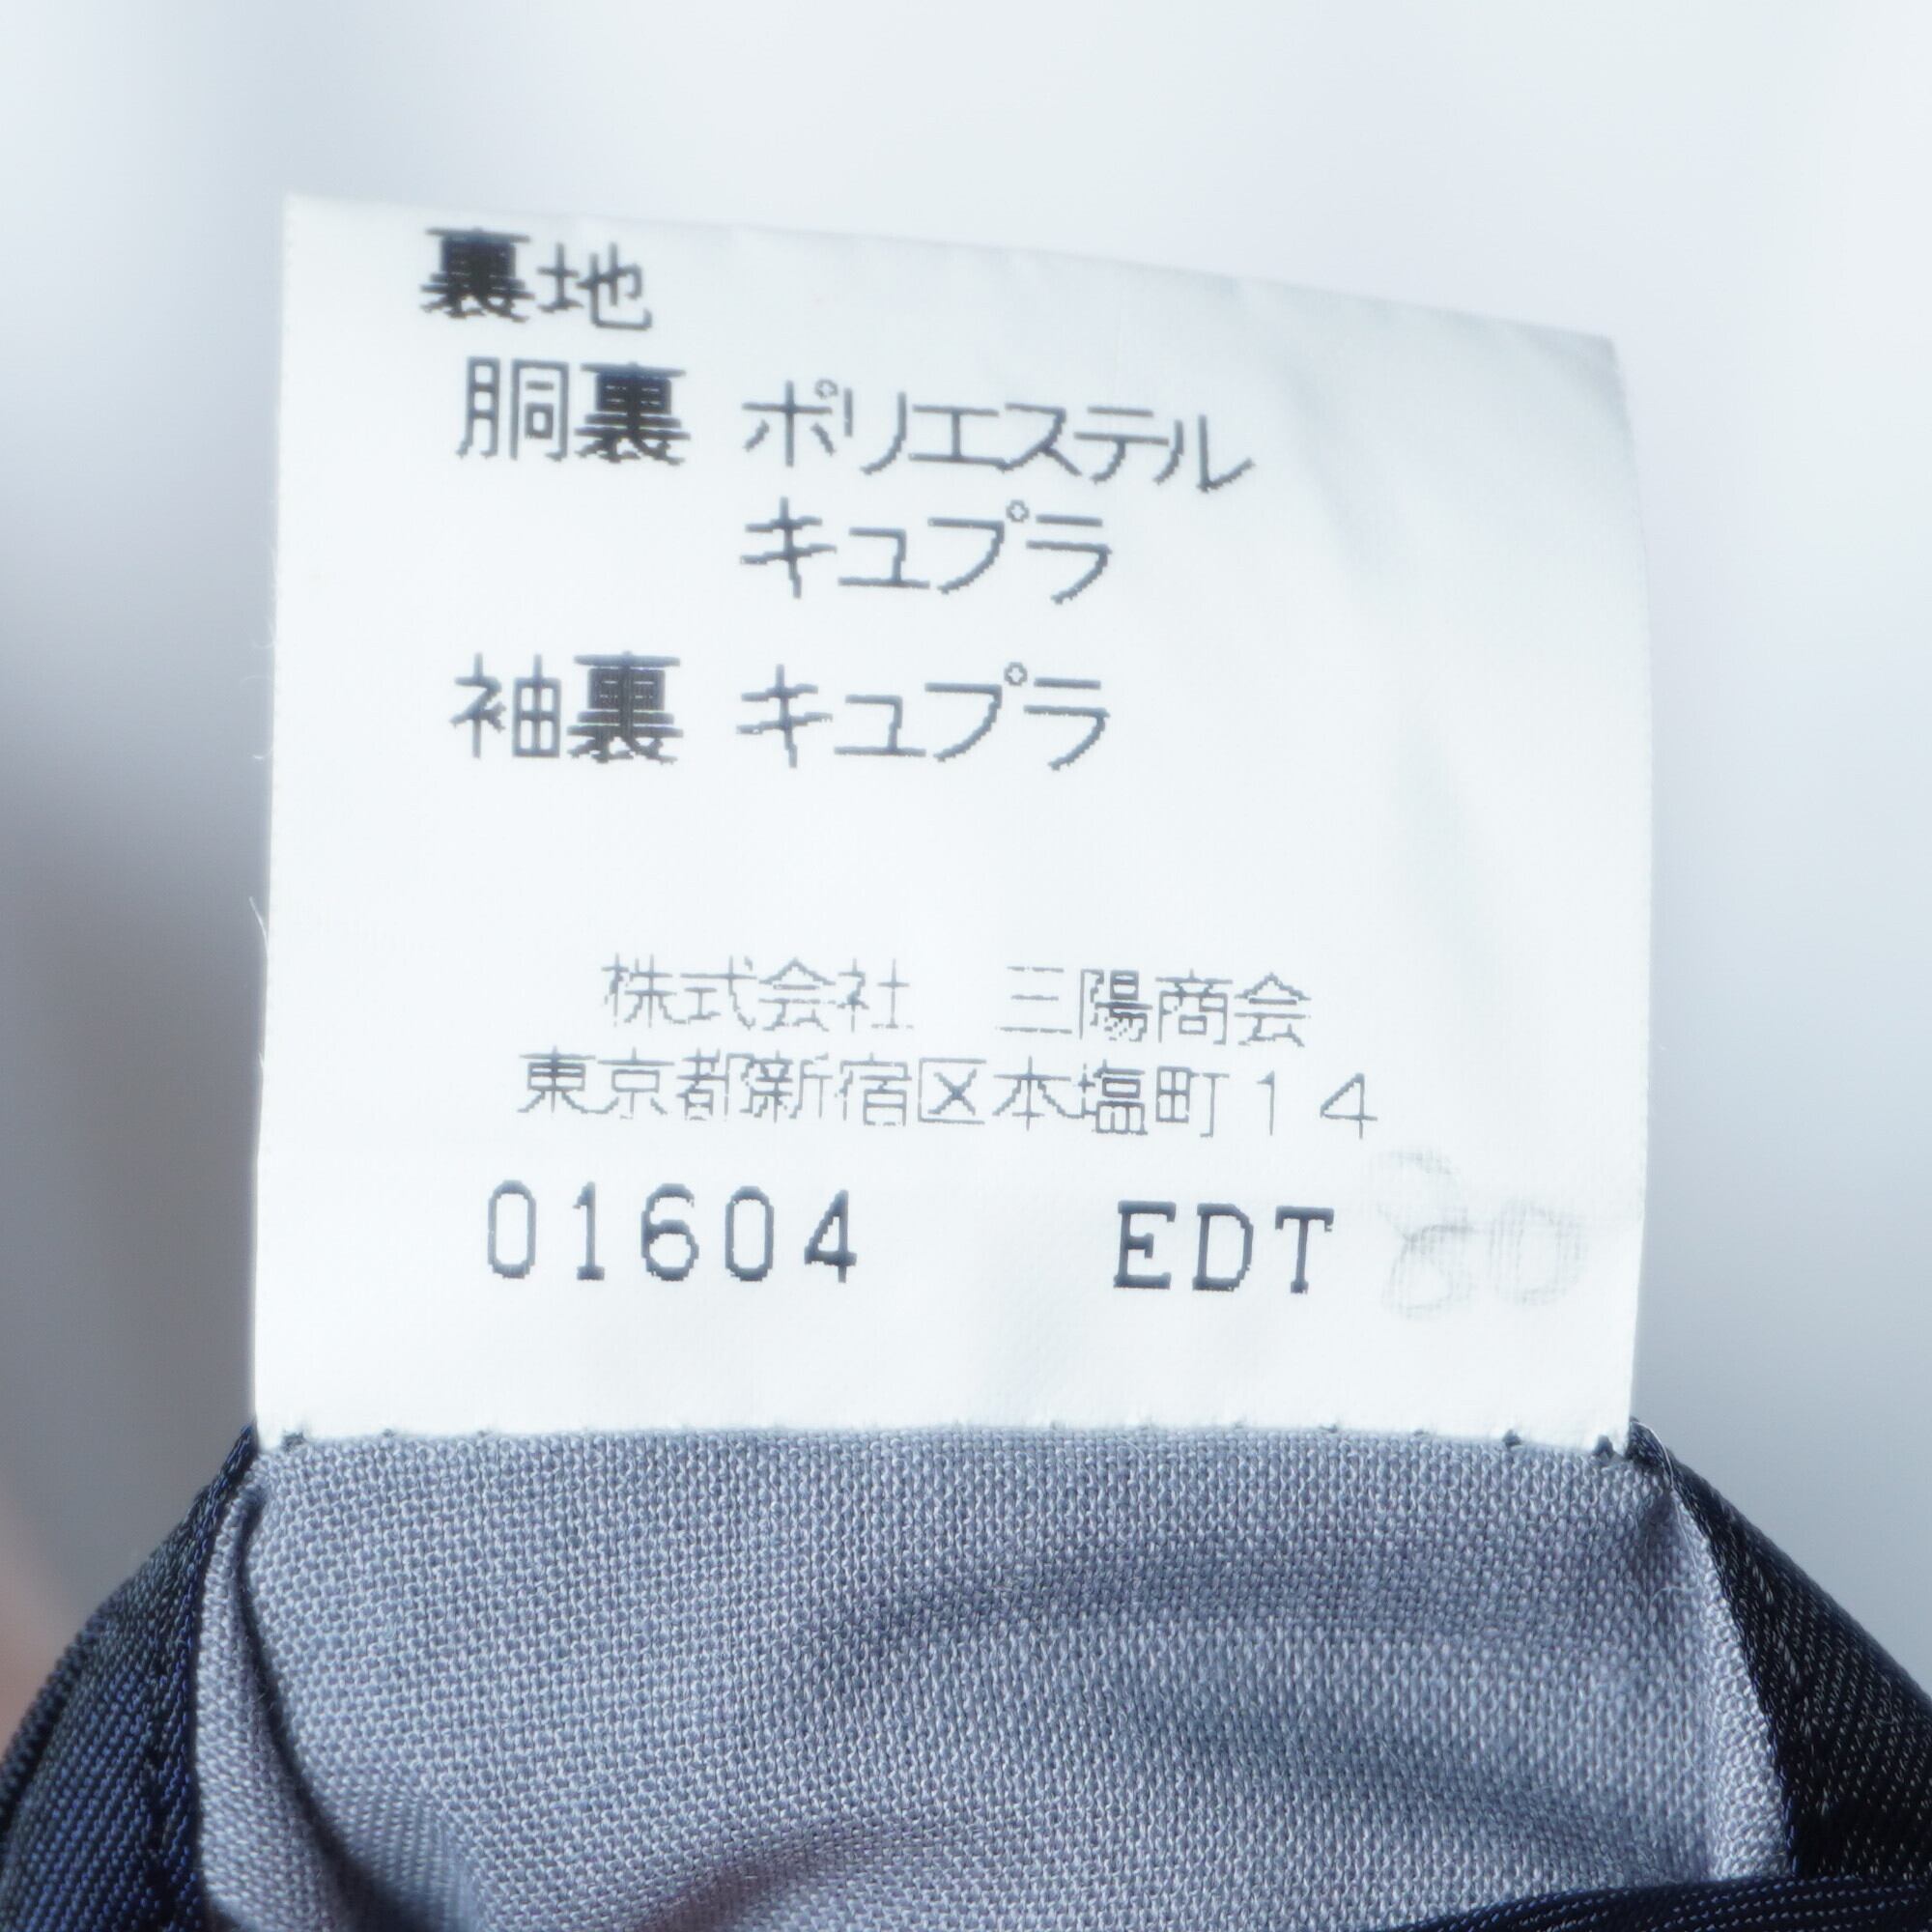 裏地
胴裏 ポリエステル
キュプラ
袖裏 キュプラ
株式会社 三陽商会
東京都新宿区本塩町14
01604 EDT